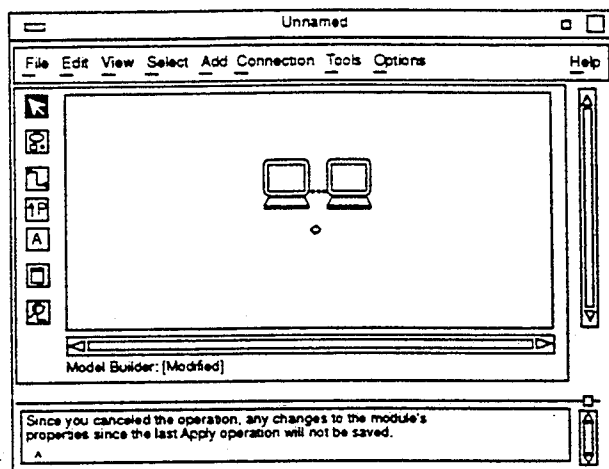 Unnamed
File Edit View Select Add Connection Tools Options Help
↑P
A
Model Builder: [Modified]
Since you canceled the operation, any changes to the module's
properties since the last Apply operation will not be saved.
^